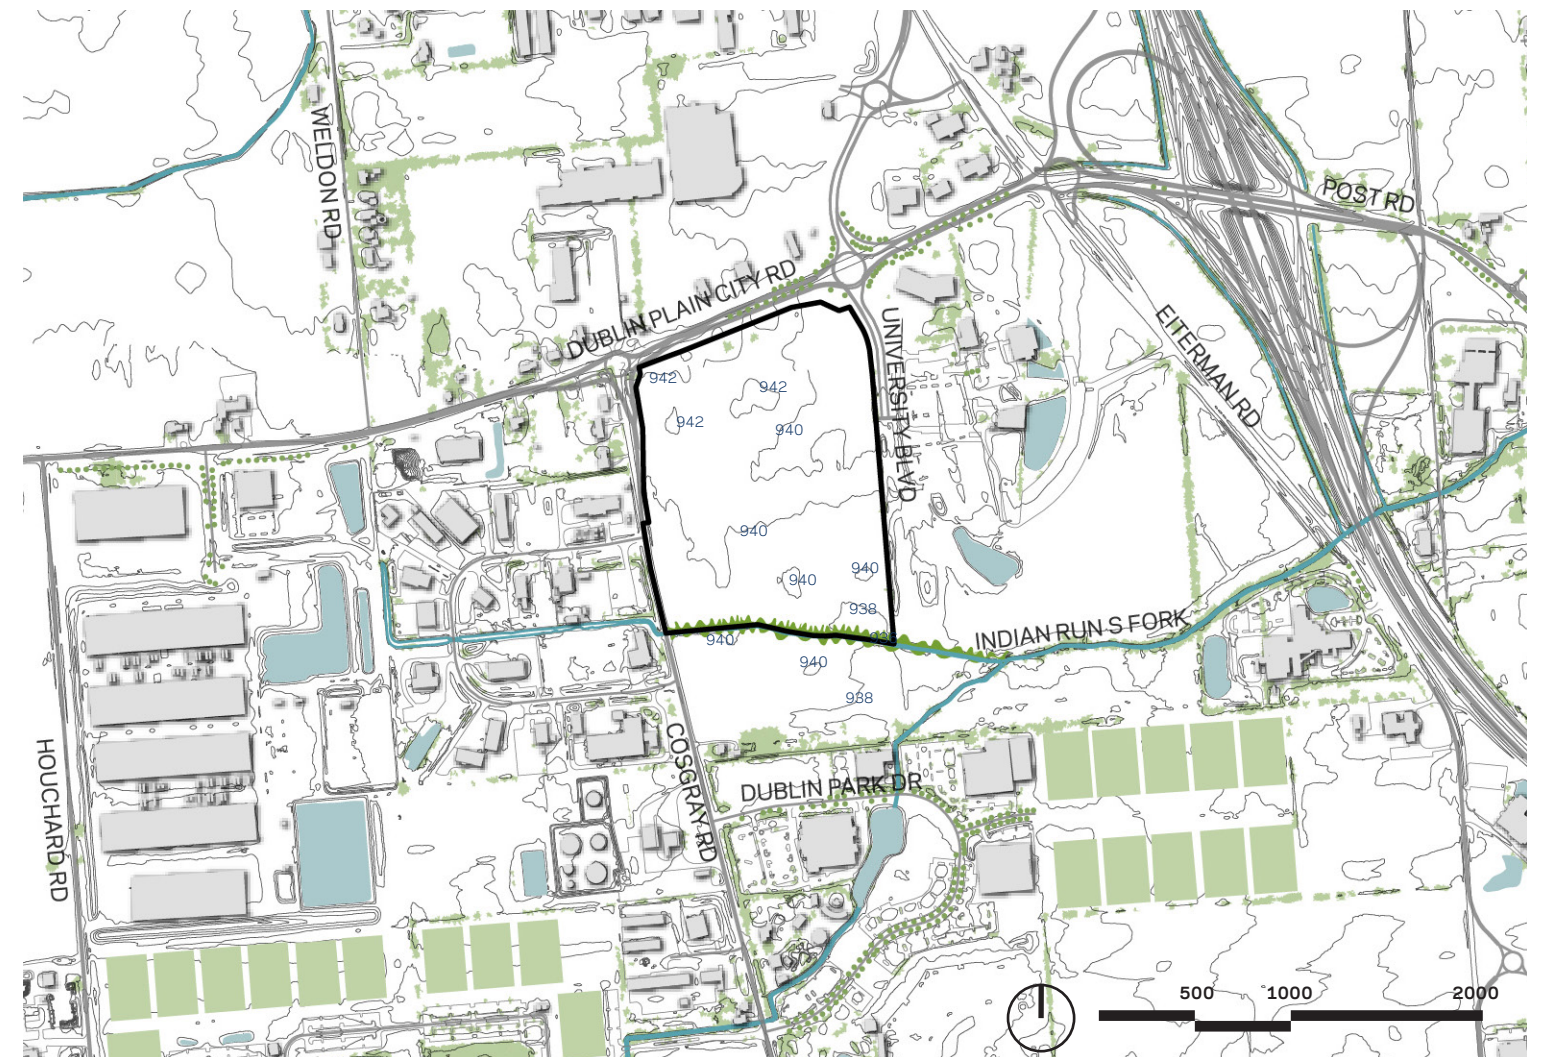 WELDON RD
POST RD
DUBLIN PLAIN CITY RD
UNIVERSITY BLVD
EITERMAN RD
942
942
942
940
940
940
940
938
940
INDIAN RUN S FORK
940
938
COSGRAY RD
HOUCHARD RD
DUBLIN PARK DR
500 1000 2000